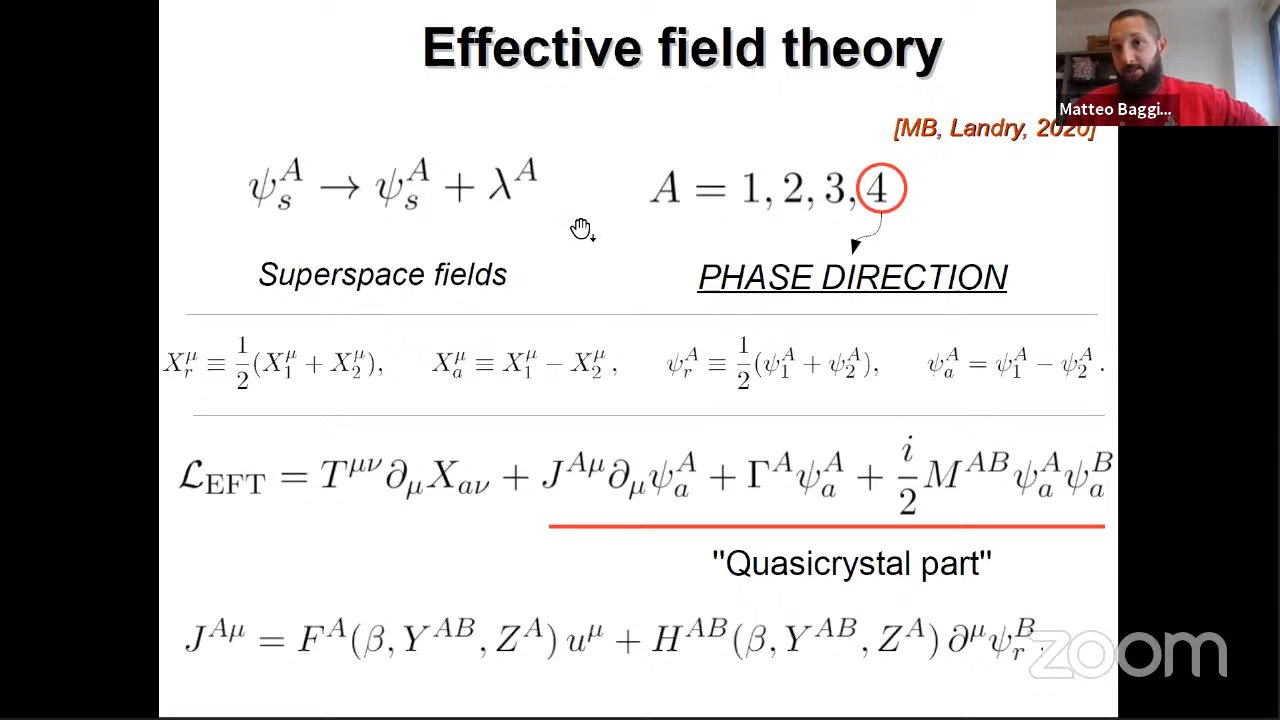 Effective field theory
Matteo Baggi...
[MB, Landry, 2020]
ψ_s^A → ψ_s^A + λ^A    A = 1, 2, 3, 4
Superspace fields    PHASE DIRECTION
X_r^μ ≡ 1/2 (X_1^μ + X_2^μ),    X_a^μ ≡ X_1^μ − X_2^μ ,    ψ_r^A ≡ 1/2 (ψ_1^A + ψ_2^A),    ψ_a^A = ψ_1^A − ψ_2^A .
ℒ_EFT = T^{μν} ∂_μ X_{aν} + J^{Aμ} ∂_μ ψ_a^A + Γ^A ψ_a^A + i/2 M^{AB} ψ_a^A ψ_a^B
"Quasicrystal part"
J^{Aμ} = F^A(β, Y^{AB}, Z^A) u^μ + H^{AB}(β, Y^{AB}, Z^A) ∂^μ ψ_r^B .
zoom